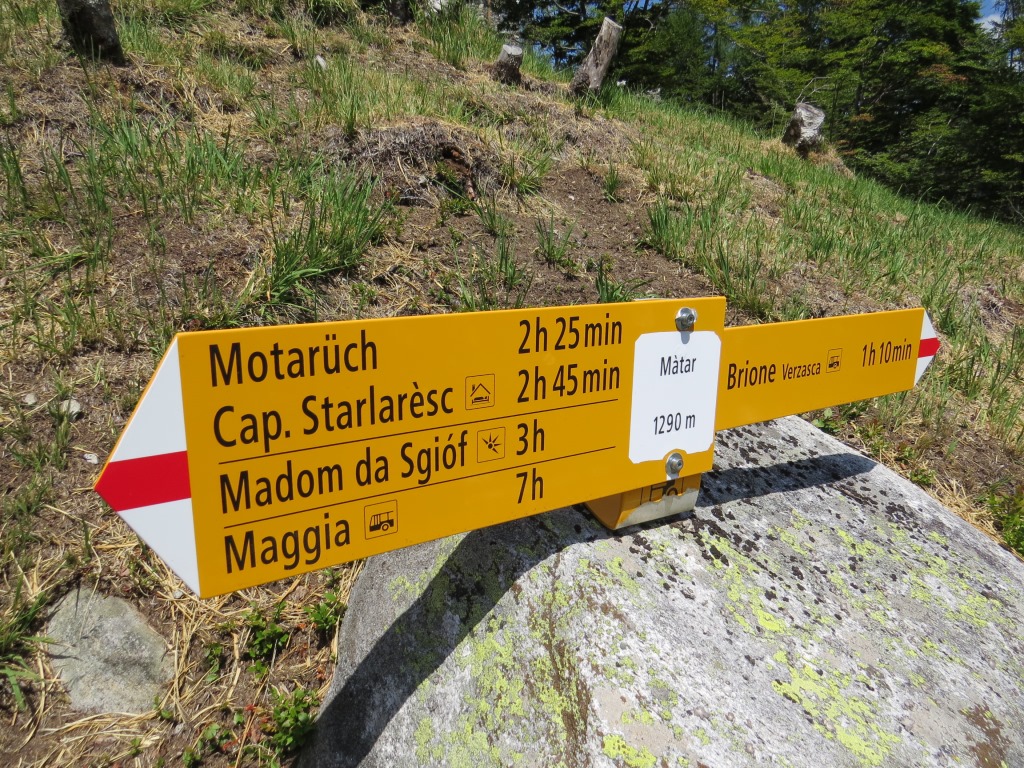 Motarüch 2h 25min
Cap. Starlarèsc 2h 45min
Madom da Sgióf 3h
Maggia 7h
Màtar
1290 m
Brione Verzasca 1h 10min